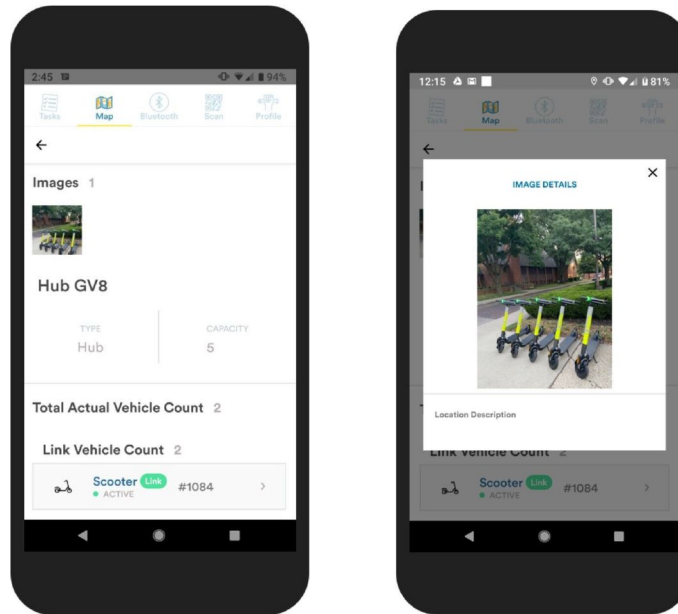 2:45 94%
Tasks Map Bluetooth Scan Profile
Images 1
Hub GV8
TYPE CAPACITY
Hub 5
Total Actual Vehicle Count 2
Link Vehicle Count 2
Scooter Link #1084
ACTIVE
12:15 81%
Tasks Map Bluetooth Scan Profile
IMAGE DETAILS
Location Description
Link Vehicle Count 2
Scooter Link #1084
ACTIVE